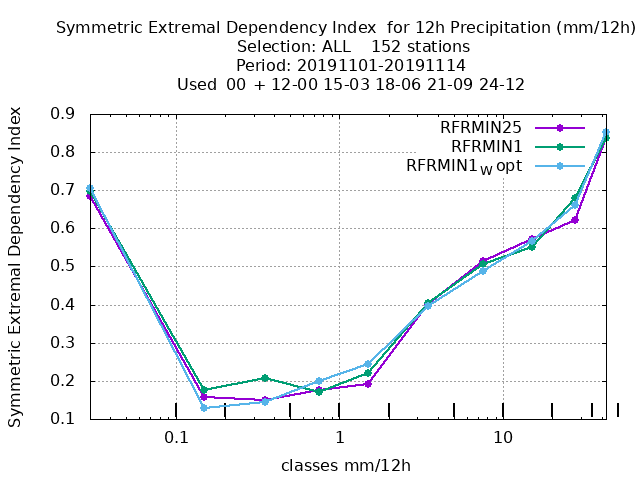 Symmetric Extremal Dependency Index  for 12h Precipitation (mm/12h)
Selection: ALL    152 stations
Period: 20191101-20191114
Used  00 + 12-00 15-03 18-06 21-09 24-12
Symmetric Extremal Dependency Index
0.9
0.8
0.7
0.6
0.5
0.4
0.3
0.2
0.1
RFRMIN25
RFRMIN1
RFRMIN1w opt
0.1 1 10
classes mm/12h